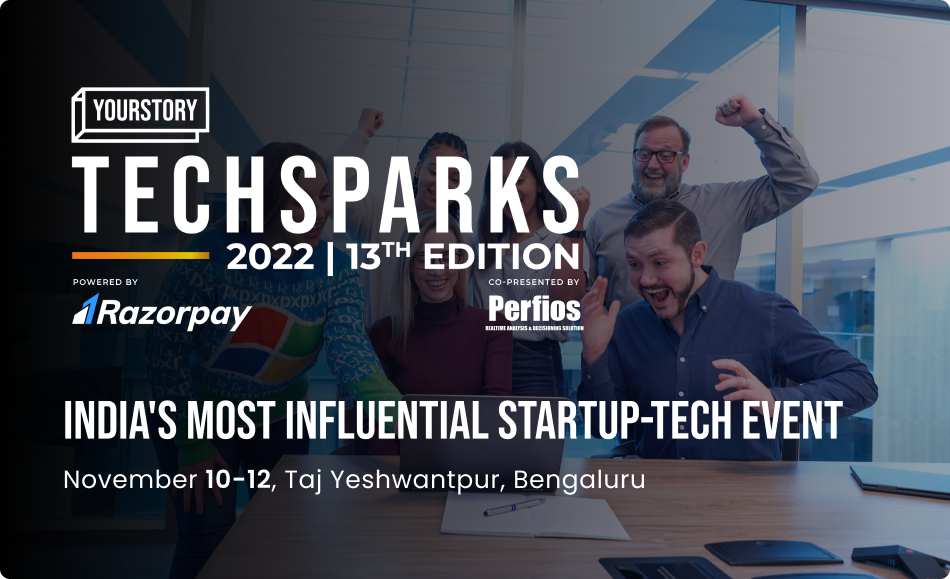 YOURSTORY
TECHSPARKS
2022 | 13TH EDITION
POWERED BY
Razorpay
CO-PRESENTED BY
Perfios
REALTIME ANALYSIS & DECISIONING SOLUTION
INDIA'S MOST INFLUENTIAL STARTUP-TECH EVENT
November 10-12, Taj Yeshwantpur, Bengaluru